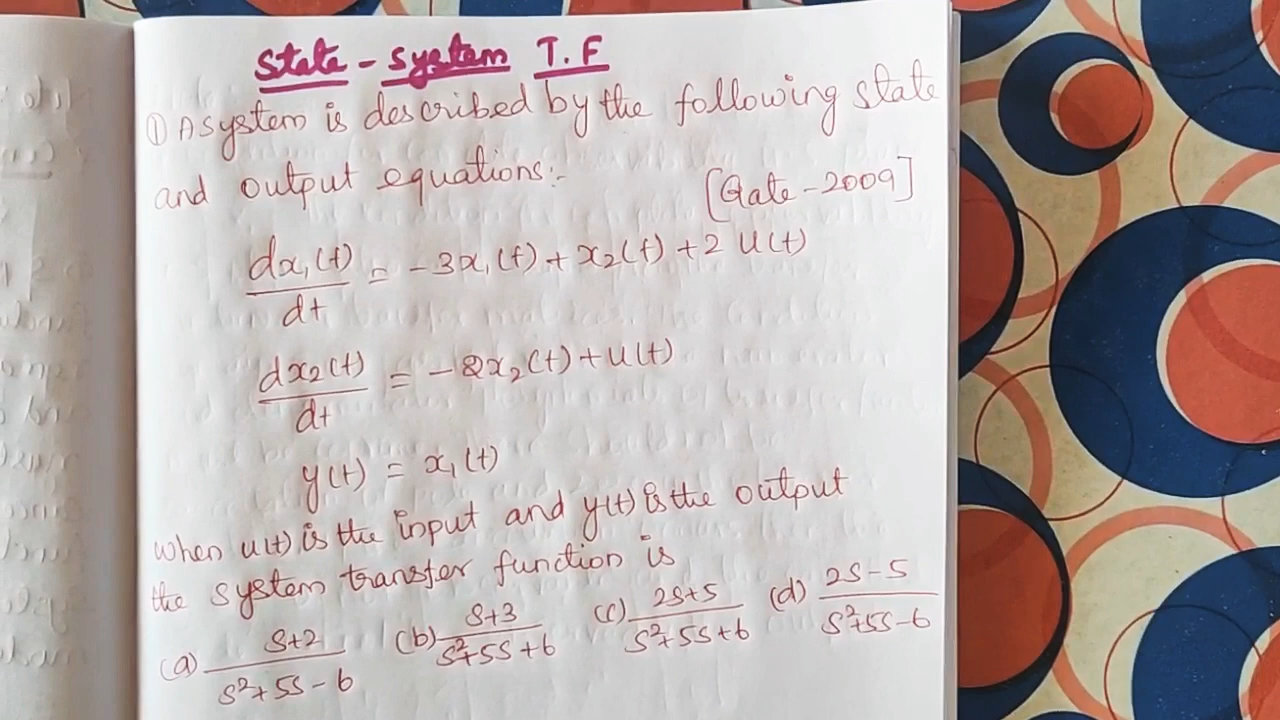 State - system T.F
① A system is described by the following state
and output equations:-
[Gate - 2009]
dx₁(t)/dt = -3x₁(t) + x₂(t) + 2 u(t)
dx₂(t)/dt = -2x₂(t) + u(t)
y(t) = x₁(t)
When u(t) is the input and y(t) is the output
the system transfer function is
(a) S+2/S²+5S-6 (b) S+3/S²+5S+6 (c) 2S+5/S²+5S+6 (d) 2S-5/S²+5S-6